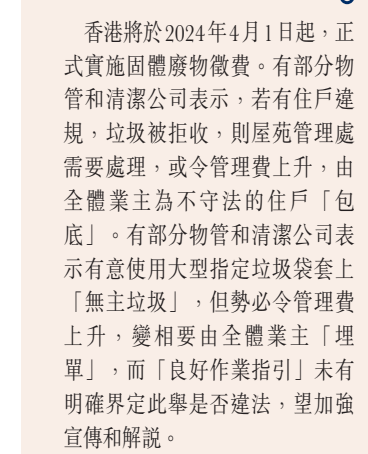 香港將於2024年4月1日起，正
式實施固體廢物徵費。有部分物
管和清潔公司表示，若有住戶違
規，垃圾被拒收，則屋苑管理處
需要處理，或令管理費上升，由
全體業主為不守法的住戶「包
底」。有部分物管和清潔公司表
示有意使用大型指定垃圾袋套上
「無主垃圾」，但勢必令管理費
上升，變相要由全體業主「埋
單」，而「良好作業指引」未有
明確界定此舉是否違法，望加強
宣傳和解說。